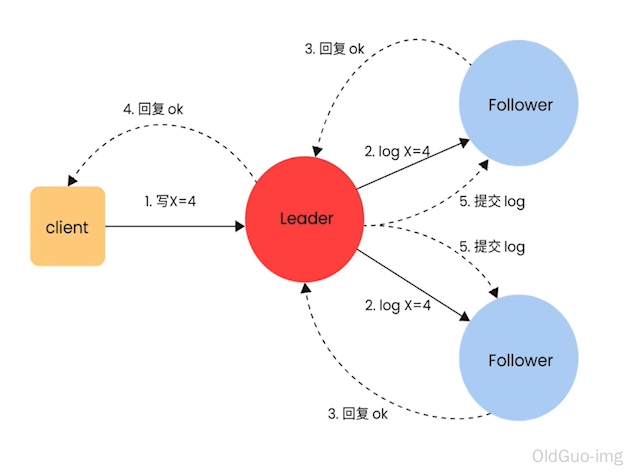 3. 回复 ok
Follower
4. 回复 ok
2. log X=4
1. 写X=4
5. 提交 log
client
Leader
5. 提交 log
2. log X=4
Follower
3. 回复 ok
OldGuo-img